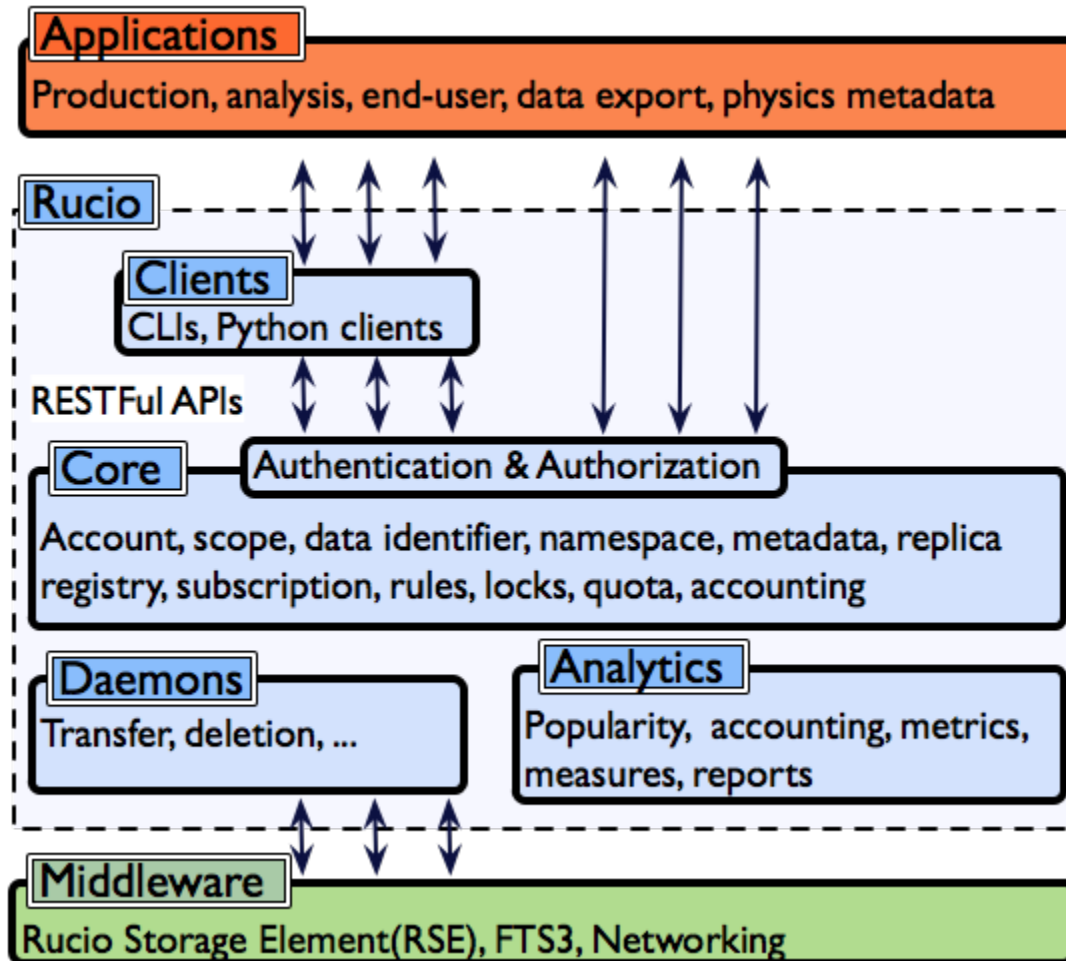 Applications
Production, analysis, end-user, data export, physics metadata
Rucio
Clients
CLIs, Python clients
RESTFul APIs
Core
Authentication & Authorization
Account, scope, data identifier, namespace, metadata, replica
registry, subscription, rules, locks, quota, accounting
Daemons
Transfer, deletion, ...
Analytics
Popularity, accounting, metrics,
measures, reports
Middleware
Rucio Storage Element(RSE), FTS3, Networking